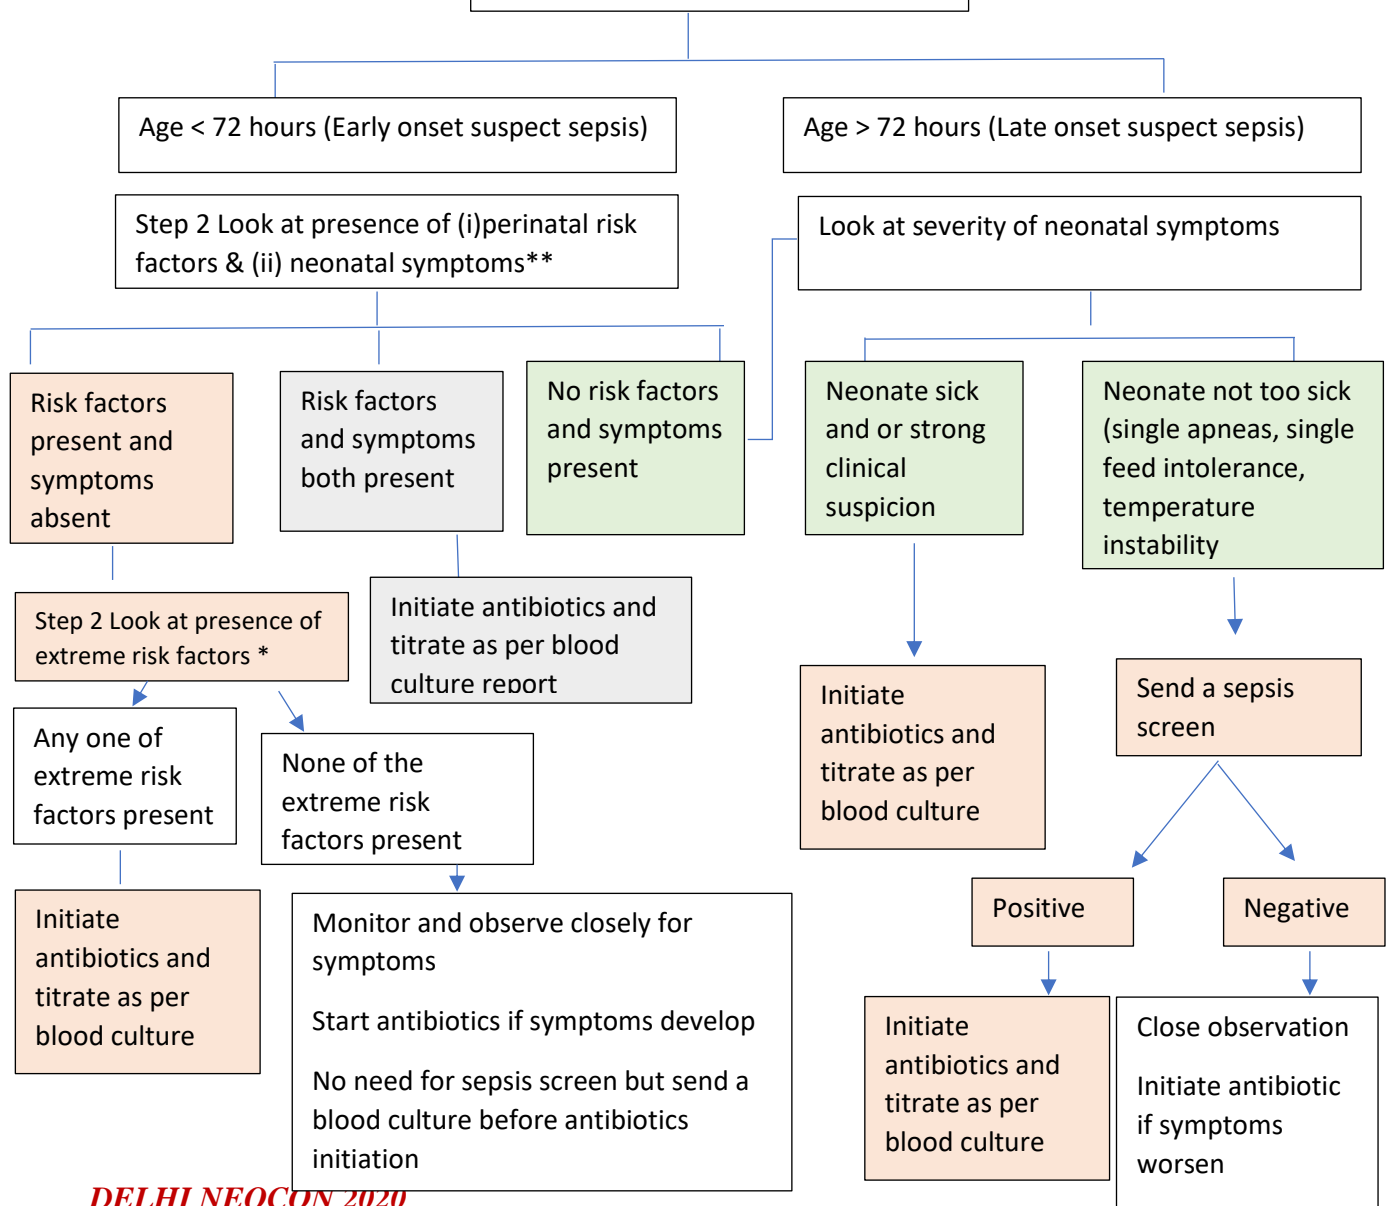 Age < 72 hours (Early onset suspect sepsis)
Age > 72 hours (Late onset suspect sepsis)
Step 2 Look at presence of (i)perinatal risk
factors & (ii) neonatal symptoms**
Look at severity of neonatal symptoms
Risk factors
present and
symptoms
absent
Risk factors
and symptoms
both present
No risk factors
and symptoms
present
Neonate sick
and or strong
clinical
suspicion
Neonate not too sick
(single apneas, single
feed intolerance,
temperature
instability
Step 2 Look at presence of
extreme risk factors *
Initiate antibiotics and
titrate as per blood
culture report
Initiate
antibiotics and
titrate as per
blood culture
Send a sepsis
screen
Any one of
extreme risk
factors present
None of the
extreme risk
factors present
Positive
Negative
Initiate
antibiotics and
titrate as per
blood culture
Monitor and observe closely for
symptoms
Start antibiotics if symptoms develop
No need for sepsis screen but send a
blood culture before antibiotics
initiation
Initiate
antibiotics and
titrate as per
blood culture
Close observation
Initiate antibiotic
if symptoms
worsen
DELHI NEOCON 2020